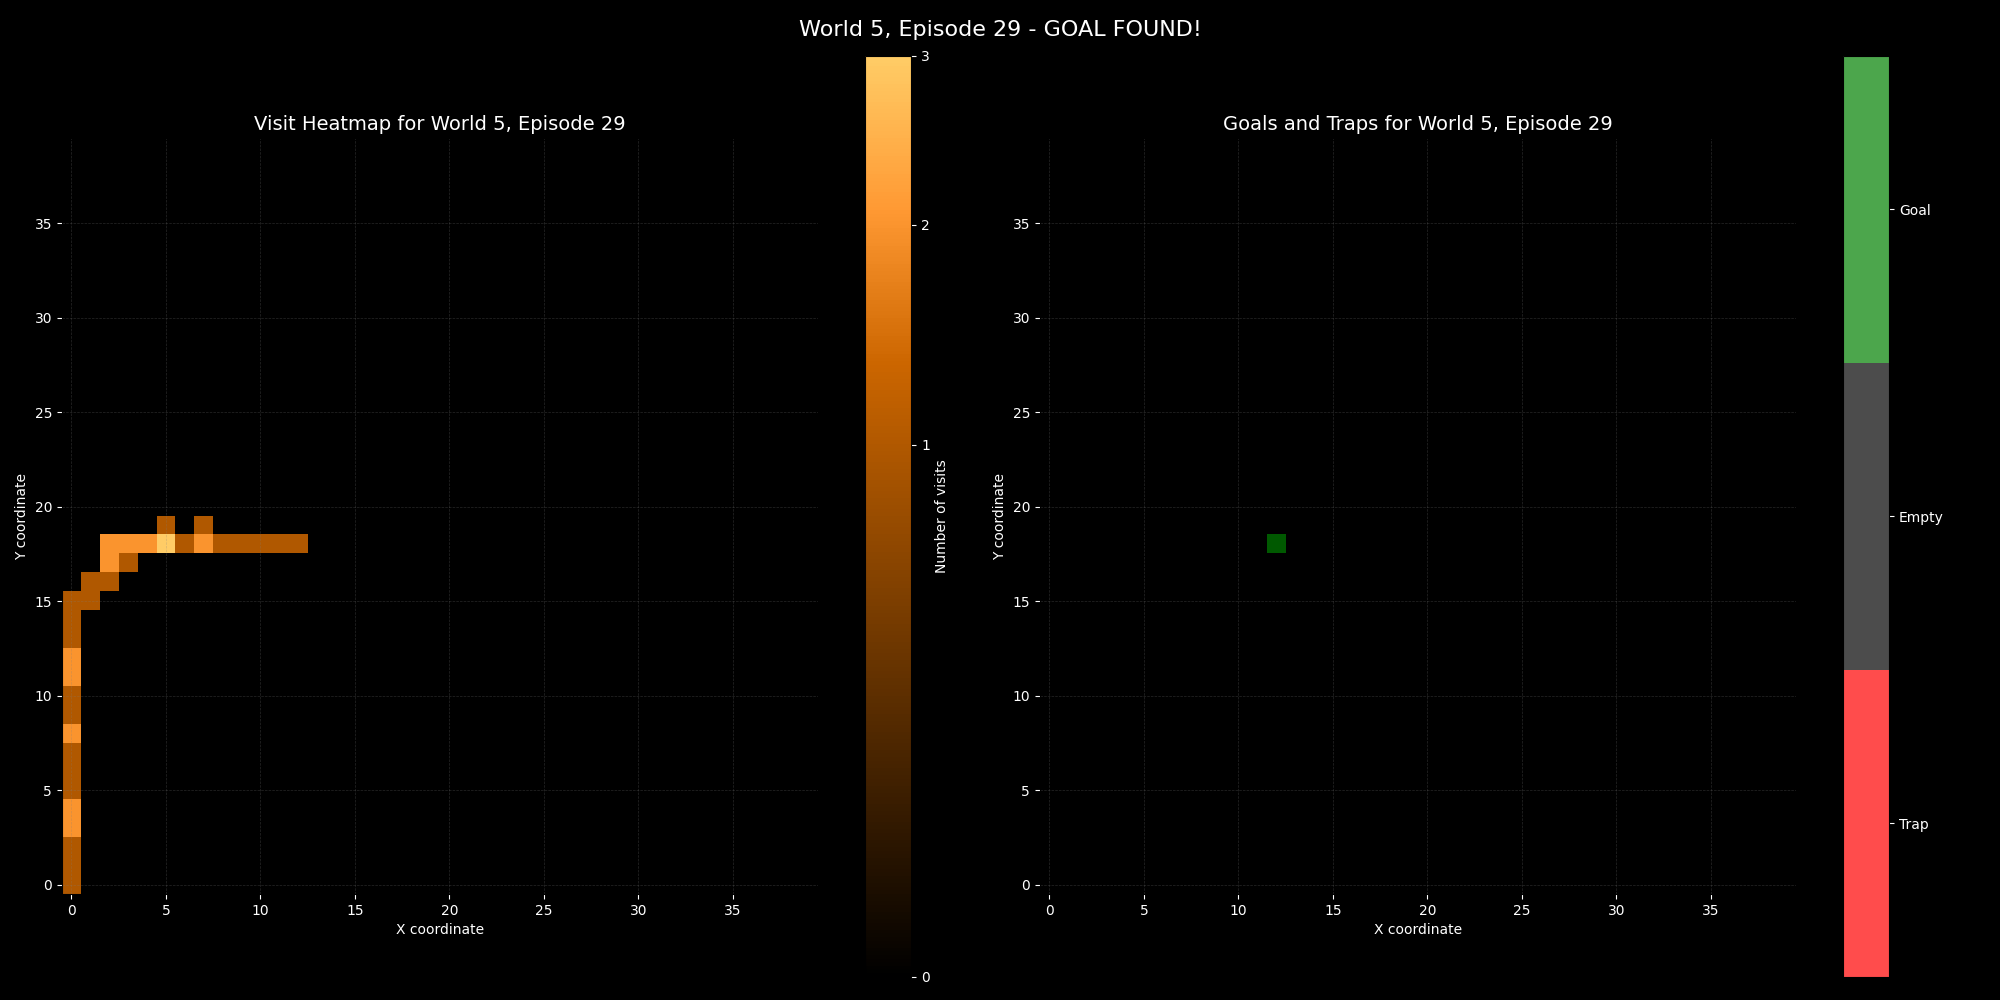 World 5, Episode 29 - GOAL FOUND!
Visit Heatmap for World 5, Episode 29
35
30
25
20
15
10
5
0
Y coordinate
0 5 10 15 20 25 30 35
X coordinate
3
2
1
0
Number of visits
Goals and Traps for World 5, Episode 29
35
30
25
20
15
10
5
0
Y coordinate
0 5 10 15 20 25 30 35
X coordinate
Goal
Empty
Trap